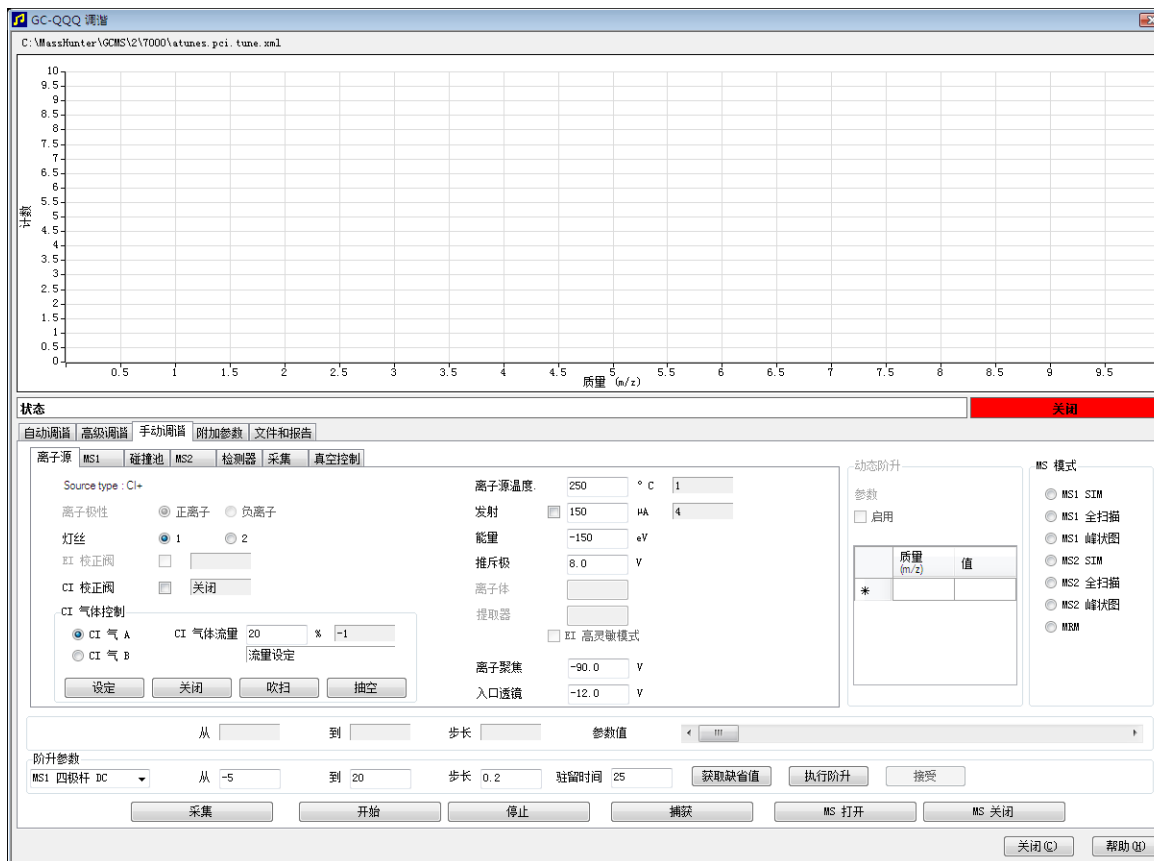 GC-QQQ 调谐
C:\MassHunter\GCMS\2\7000\atunes.pci.tune.xml
10
9.5
9
8.5
8
7.5
7
6.5
6
5.5
5
4.5
4
3.5
3
2.5
2
1.5
1
0.5
0
计数
0.5 1 1.5 2 2.5 3 3.5 4 4.5 5 5.5 6 6.5 7 7.5 8 8.5 9 9.5
质量 (m/z)
状态 关闭
自动调谐 高级调谐 手动调谐 附加参数 文件和报告
离子源 MS1 碰撞池 MS2 检测器 采集 真空控制
Source type : CI+
离子极性 正离子 负离子
灯丝 1 2
EI 校正阀
CI 校正阀 关闭
CI 气体控制
CI 气 A CI 气体流量 20 % -1
CI 气 B 流量设定
设定 关闭 吹扫 抽空
离子源温度. 250 ° C 1
发射 150 μA 4
能量 -150 eV
推斥极 8.0 V
离子体
提取器
EI 高灵敏模式
离子聚焦 -90.0 V
入口透镜 -12.0 V
动态阶升
参数
启用
质量 (m/z) 值
*
MS 模式
MS1 SIM
MS1 全扫描
MS1 峰状图
MS2 SIM
MS2 全扫描
MS2 峰状图
MRM
从 到 步长 参数值
阶升参数
MS1 四极杆 DC 从 -5 到 20 步长 0.2 驻留时间 25 获取缺省值 执行阶升 接受
采集 开始 停止 捕获 MS 打开 MS 关闭
关闭(C) 帮助(H)